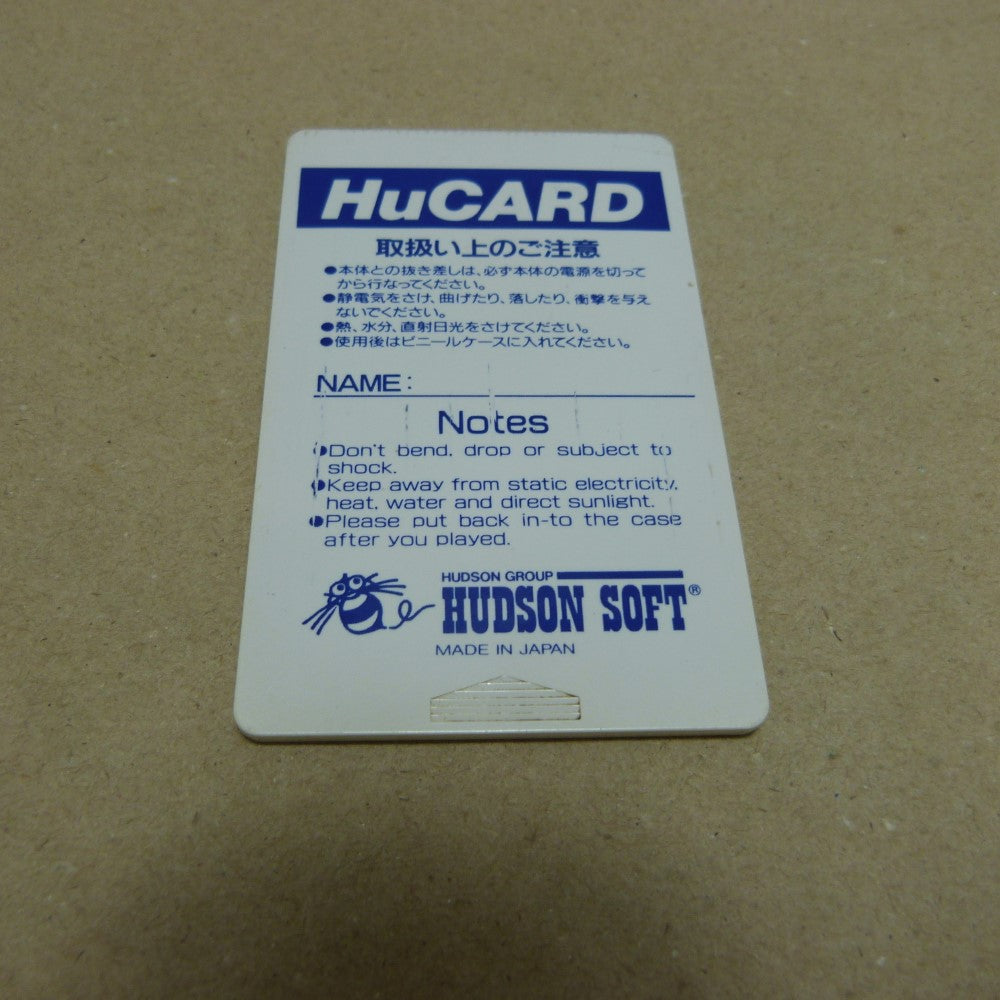 HuCARD
取扱い上のご注意
●本体との抜き差しは、必ず本体の電源を切って
から行なってください。
●静電気をさけ、曲げたり、落したり、衝撃を与え
ないでください。
●熱、水分、直射日光をさけてください。
●使用後はビニールケースに入れてください。
NAME:
Notes
●Don't bend, drop or subject to
shock.
●Keep away from static electricity,
heat, water and direct sunlight.
●Please put back in-to the case
after you played.
HUDSON GROUP
HUDSON SOFT®
MADE IN JAPAN